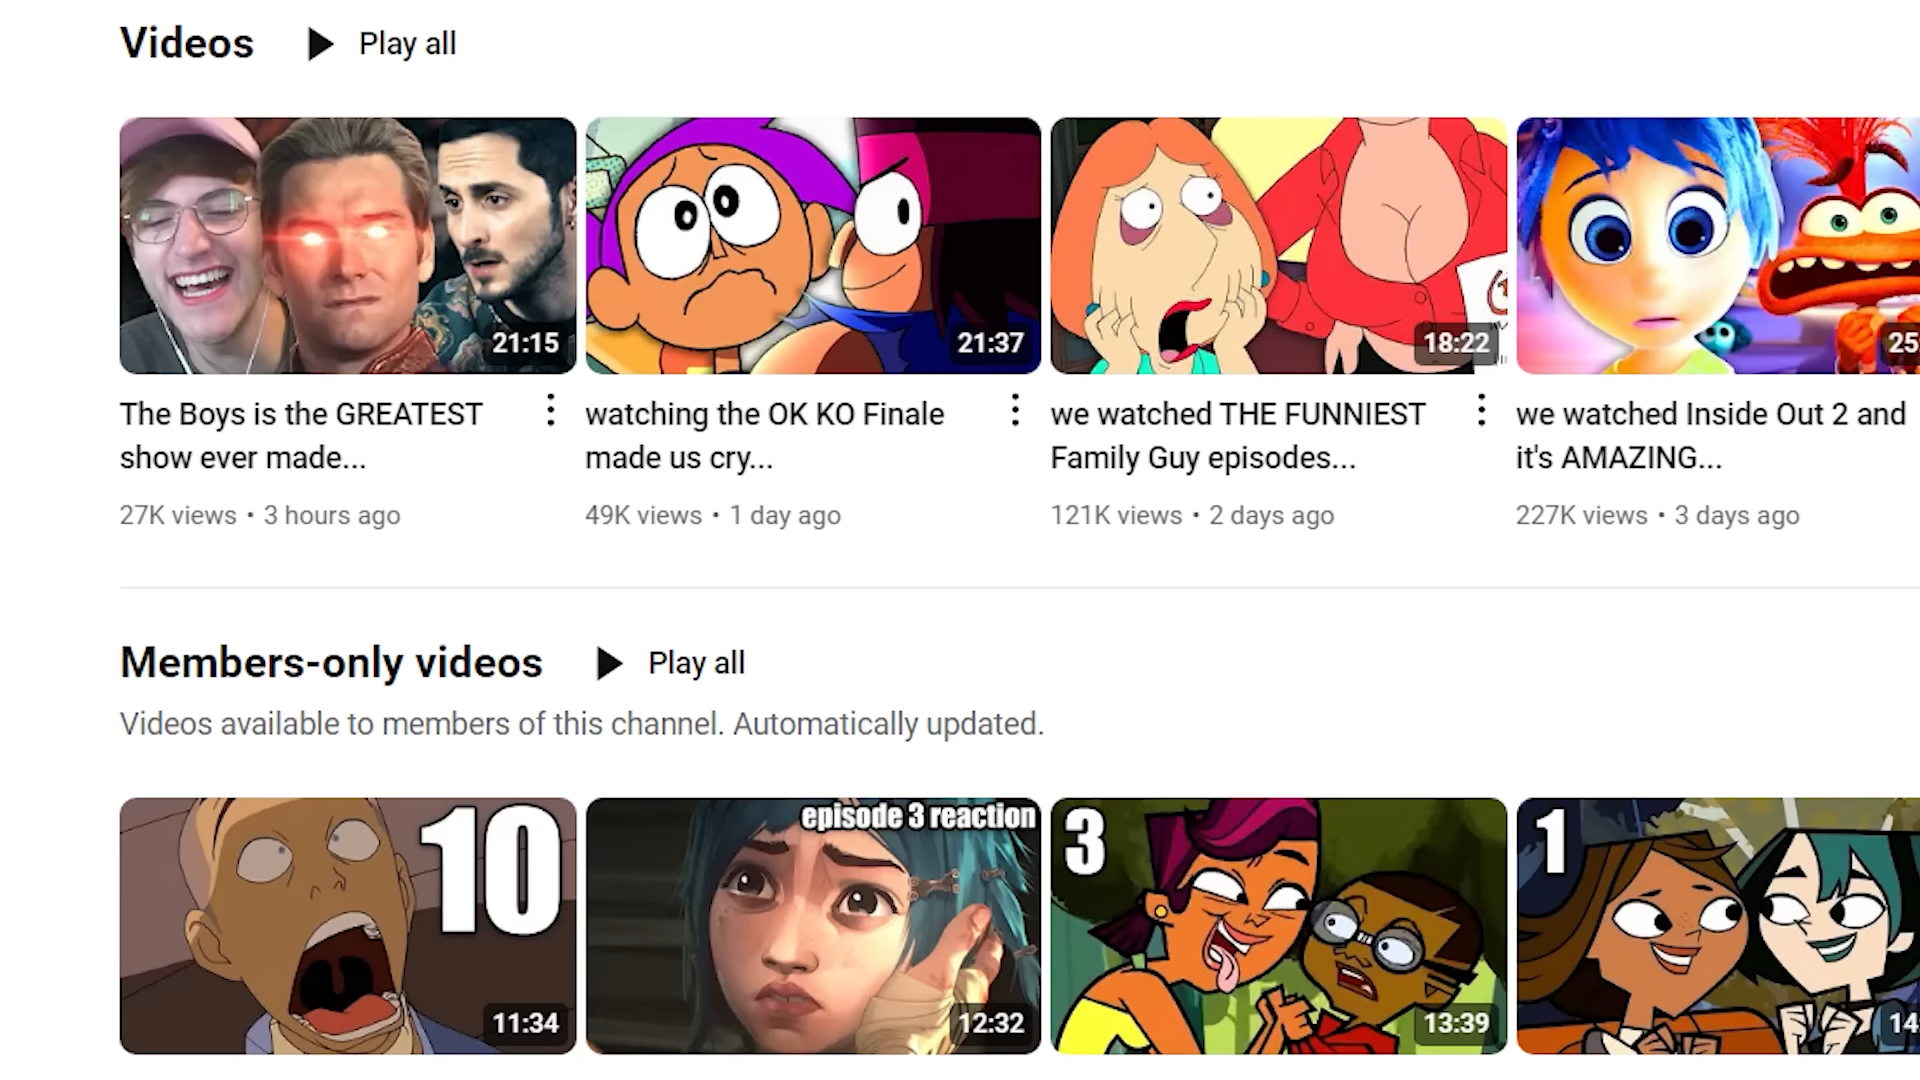 Videos Play all
21:15 21:37 18:22 25
The Boys is the GREATEST
show ever made...
27K views • 3 hours ago
watching the OK KO Finale
made us cry...
49K views • 1 day ago
we watched THE FUNNIEST
Family Guy episodes...
121K views • 2 days ago
we watched Inside Out 2 and
it's AMAZING...
227K views • 3 days ago
Members-only videos Play all
Videos available to members of this channel. Automatically updated.
10
11:34
episode 3 reaction
12:32
3
13:39
1
14